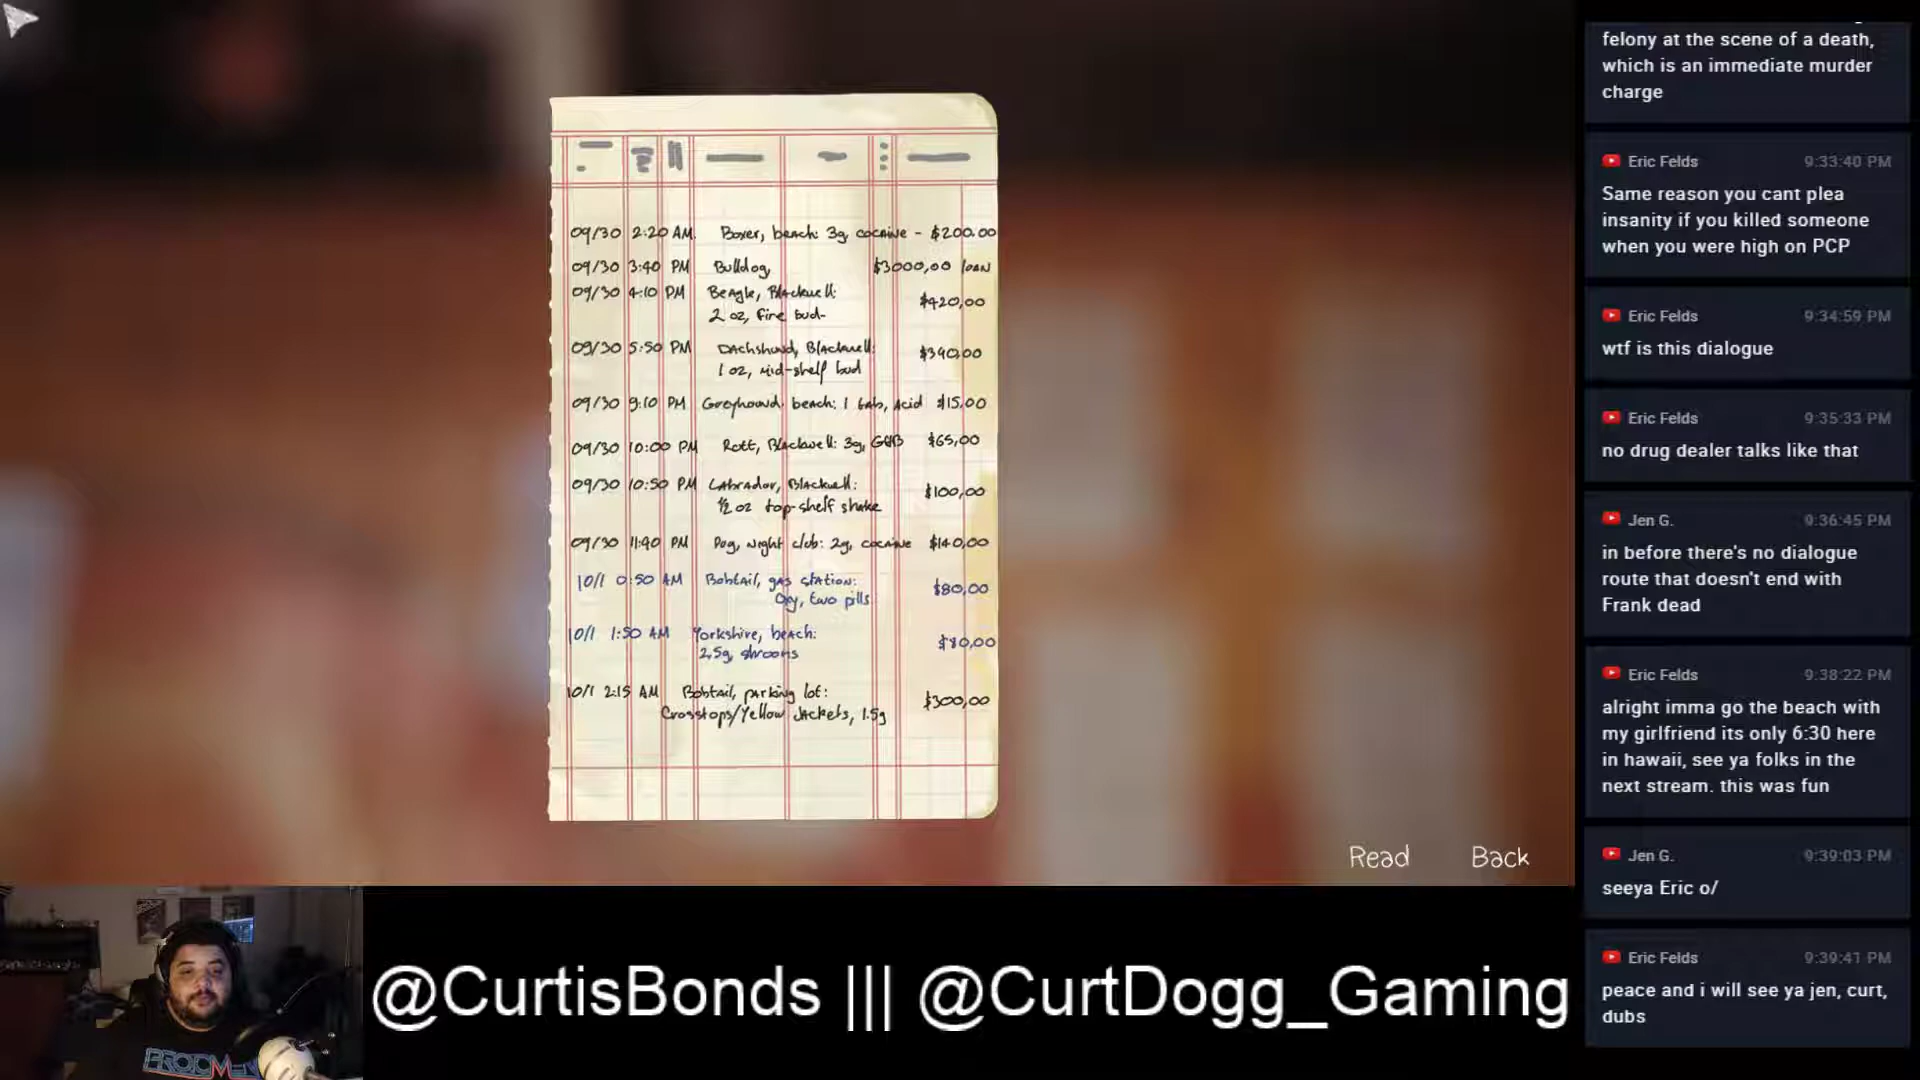 09/30 2:20 AM. Boxer, beach: 3g, cocaine - $200.00
09/30 3:40 PM Bulldog, $3000,00 loan
09/30 4:10 PM Beagle, Blackwell:
2 oz, fire bud- $420,00
09/30 5:50 PM Dachshund, Blackwell: $340,00
1 oz, mid-shelf bud
09/30 9:10 PM Greyhound, beach: 1 tab, Acid $15,00
09/30 10:00 PM Rott, Blackwell: 3g, GHB $65,00
09/30 10:50 PM Labrador, Blackwell: $100,00
1/2 oz top-shelf shake
09/30 11:40 PM Pug, night club: 2g, cocaine $140,00
10/1 0:50 AM Bobtail, gas station: $80,00
Oxy, two pills
10/1 1:50 AM Yorkshire, beach: $80,00
2,5g, shrooms
10/1 2:15 AM Bobtail, parking lot: $300,00
Crosstops/Yellow Jackets, 1.5g
Read Back
felony at the scene of a death,
which is an immediate murder
charge
Eric Felds 9:33:40 PM
Same reason you cant plea
insanity if you killed someone
when you were high on PCP
Eric Felds 9:34:59 PM
wtf is this dialogue
Eric Felds 9:35:33 PM
no drug dealer talks like that
Jen G. 9:36:45 PM
in before there's no dialogue
route that doesn't end with
Frank dead
Eric Felds 9:38:22 PM
alright imma go the beach with
my girlfriend its only 6:30 here
in hawaii, see ya folks in the
next stream. this was fun
Jen G. 9:39:03 PM
seeya Eric o/
Eric Felds 9:39:41 PM
peace and i will see ya jen, curt,
dubs
@CurtisBonds ||| @CurtDogg_Gaming
PROTOMEN